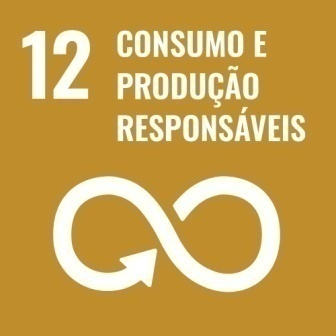 12 CONSUMO E
PRODUÇÃO
RESPONSÁVEIS